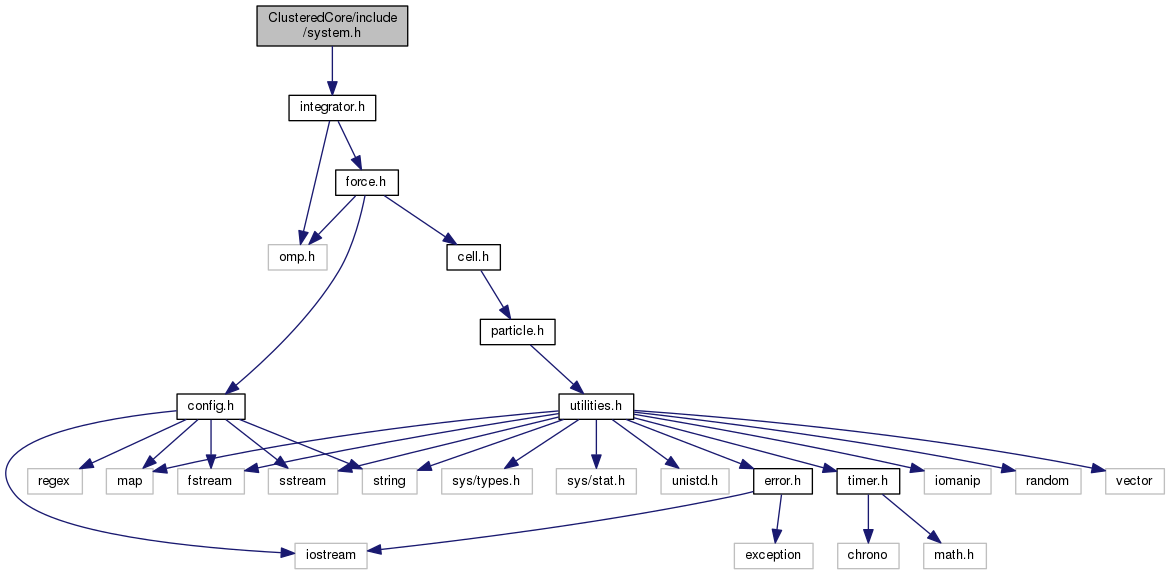 ClusteredCore/include
/system.h
integrator.h
force.h
omp.h
cell.h
particle.h
config.h
utilities.h
regex
map
fstream
sstream
string
sys/types.h
sys/stat.h
unistd.h
error.h
timer.h
iomanip
random
vector
iostream
exception
chrono
math.h